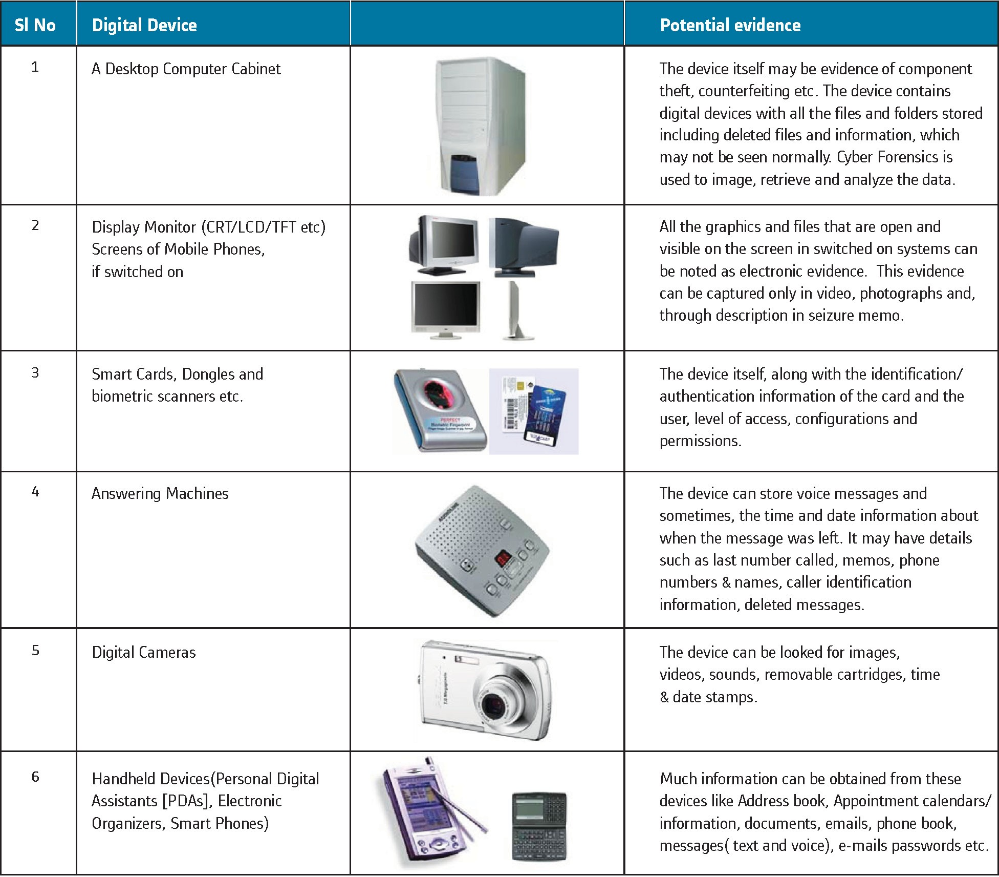 Sl No
Digital Device
Potential evidence
1
A Desktop Computer Cabinet
The device itself may be evidence of component
theft, counterfeiting etc. The device contains
digital devices with all the files and folders stored
including deleted files and information, which
may not be seen normally. Cyber Forensics is
used to image, retrieve and analyze the data.
2
Display Monitor (CRT/LCD/TFT etc)
Screens of Mobile Phones,
if switched on
All the graphics and files that are open and
visible on the screen in switched on systems can
be noted as electronic evidence.  This evidence
can be captured only in video, photographs and,
through description in seizure memo.
3
Smart Cards, Dongles and
biometric scanners etc.
PERFECT
Biometric Fingerprint
ACCESS
CARD
The device itself, along with the identification/
authentication information of the card and the
user, level of access, configurations and
permissions.
4
Answering Machines
AUDIOLINE
The device can store voice messages and
sometimes, the time and date information about
when the message was left. It may have details
such as last number called, memos, phone
numbers & names, caller identification
information, deleted messages.
5
Digital Cameras
7.0 Megapixels
The device can be looked for images,
videos, sounds, removable cartridges, time
& date stamps.
6
Handheld Devices(Personal Digital
Assistants [PDAs], Electronic
Organizers, Smart Phones)
Much information can be obtained from these
devices like Address book, Appointment calendars/
information, documents, emails, phone book,
messages( text and voice), e-mails passwords etc.